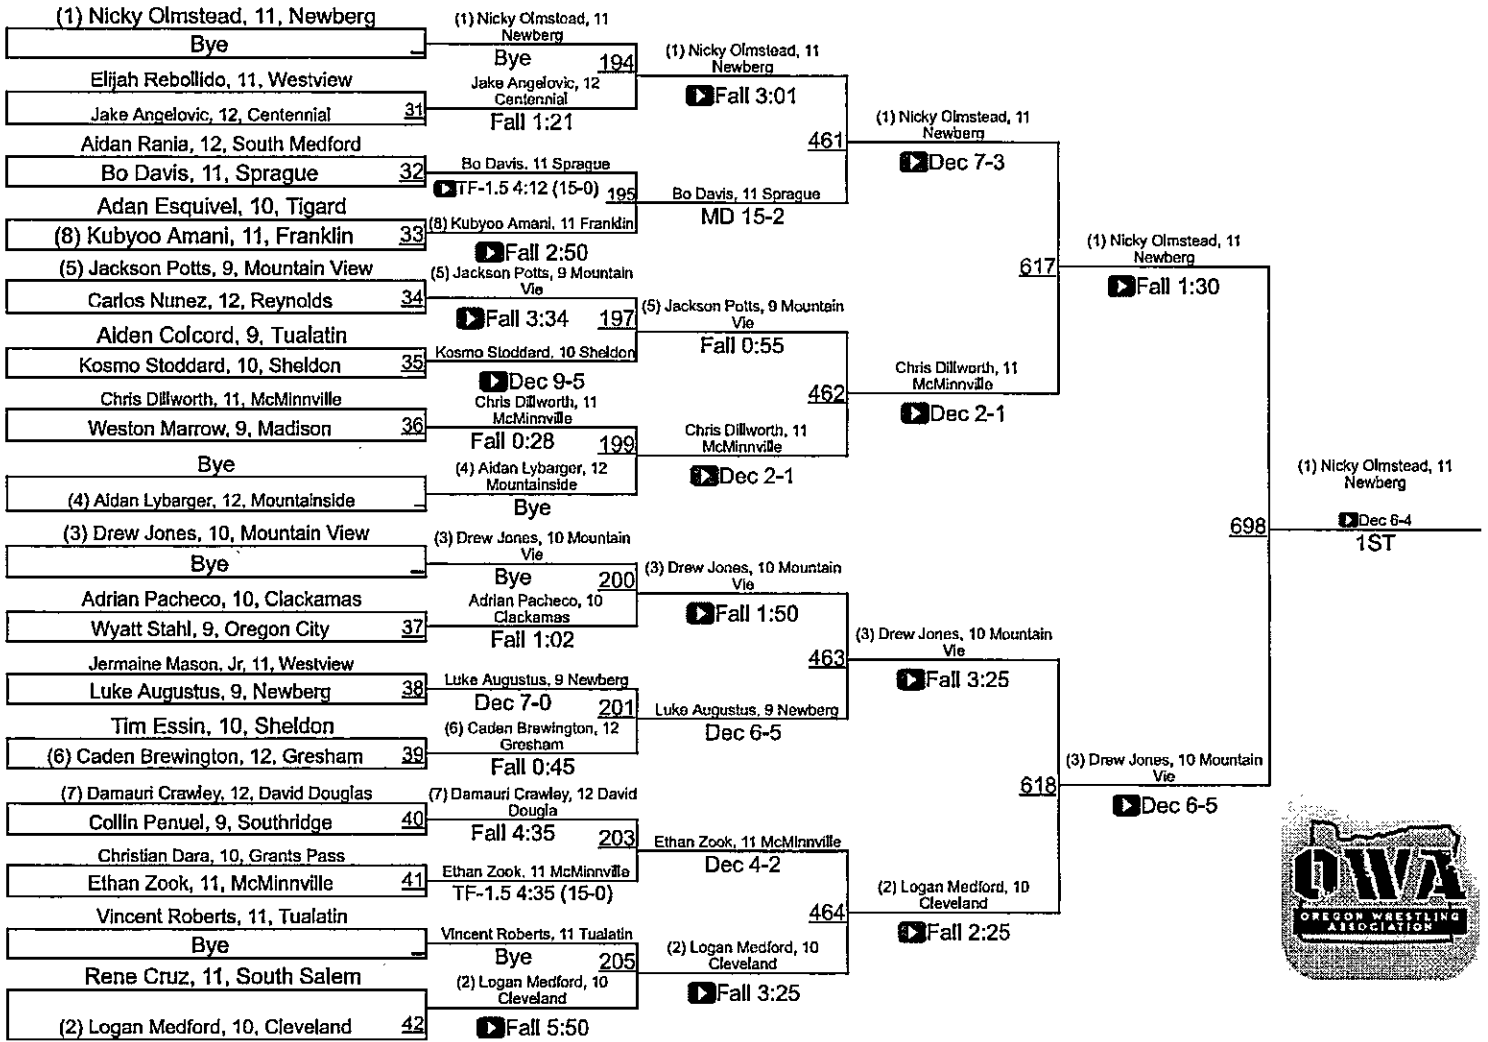 (1) Nicky Olmstead, 11, Newberg
Bye
Elijah Rebollido, 11, Westview
Jake Angelovic, 12, Centennial 31
Aidan Rania, 12, South Medford
Bo Davis, 11, Sprague 32
Adan Esquivel, 10, Tigard
(8) Kubyoo Amani, 11, Franklin 33
(5) Jackson Potts, 9, Mountain View
Carlos Nunez, 12, Reynolds 34
Aiden Colcord, 9, Tualatin
Kosmo Stoddard, 10, Sheldon 35
Chris Dillworth, 11, McMinnville
Weston Marrow, 9, Madison 36
Bye
(4) Aidan Lybarger, 12, Mountainside
(3) Drew Jones, 10, Mountain View
Bye
Adrian Pacheco, 10, Clackamas
Wyatt Stahl, 9, Oregon City 37
Jermaine Mason, Jr, 11, Westview
Luke Augustus, 9, Newberg 38
Tim Essin, 10, Sheldon
(6) Caden Brewington, 12, Gresham 39
(7) Damauri Crawley, 12, David Douglas
Collin Penuel, 9, Southridge 40
Christian Dara, 10, Grants Pass
Ethan Zook, 11, McMinnville 41
Vincent Roberts, 11, Tualatin
Bye
Rene Cruz, 11, South Salem
(2) Logan Medford, 10, Cleveland 42
(1) Nicky Olmstead, 11
Newberg
Bye 194
Jake Angelovic, 12
Centennial
Fall 1:21
Bo Davis, 11 Sprague
TF-1.5 4:12 (15-0) 195
(8) Kubyoo Amani, 11 Franklin
Fall 2:50
(5) Jackson Potts, 9 Mountain
Vie
Fall 3:34 197
Kosmo Stoddard, 10 Sheldon
Dec 9-5
Chris Dillworth, 11
McMinnville
Fall 0:28 199
(4) Aidan Lybarger, 12
Mountainside
Bye
(3) Drew Jones, 10 Mountain
Vie
Bye 200
Adrian Pacheco, 10
Clackamas
Fall 1:02
Luke Augustus, 9 Newberg
Dec 7-0 201
(6) Caden Brewington, 12
Gresham
Fall 0:45
(7) Damauri Crawley, 12 David
Dougla
Fall 4:35 203
Ethan Zook, 11 McMinnville
TF-1.5 4:35 (15-0)
Vincent Roberts, 11 Tualatin
Bye 205
(2) Logan Medford, 10
Cleveland
Fall 5:50
(1) Nicky Olmstead, 11
Newberg
Fall 3:01
461
Bo Davis, 11 Sprague
MD 15-2
(5) Jackson Potts, 9 Mountain
Vie
Fall 0:55
462
Chris Dillworth, 11
McMinnville
Dec 2-1
(3) Drew Jones, 10 Mountain
Vie
Fall 1:50
463
Luke Augustus, 9 Newberg
Dec 6-5
Ethan Zook, 11 McMinnville
Dec 4-2
464
(2) Logan Medford, 10
Cleveland
Fall 3:25
(1) Nicky Olmstead, 11
Newberg
Dec 7-3
617
Chris Dillworth, 11
McMinnville
Dec 2-1
(3) Drew Jones, 10 Mountain
Vie
Fall 3:25
618
(2) Logan Medford, 10
Cleveland
Fall 2:25
(1) Nicky Olmstead, 11
Newberg
Fall 1:30
698
(3) Drew Jones, 10 Mountain
Vie
Dec 6-5
(1) Nicky Olmstead, 11
Newberg
Dec 6-4
1ST
OWA
OREGON WRESTLING
ASSOCIATION